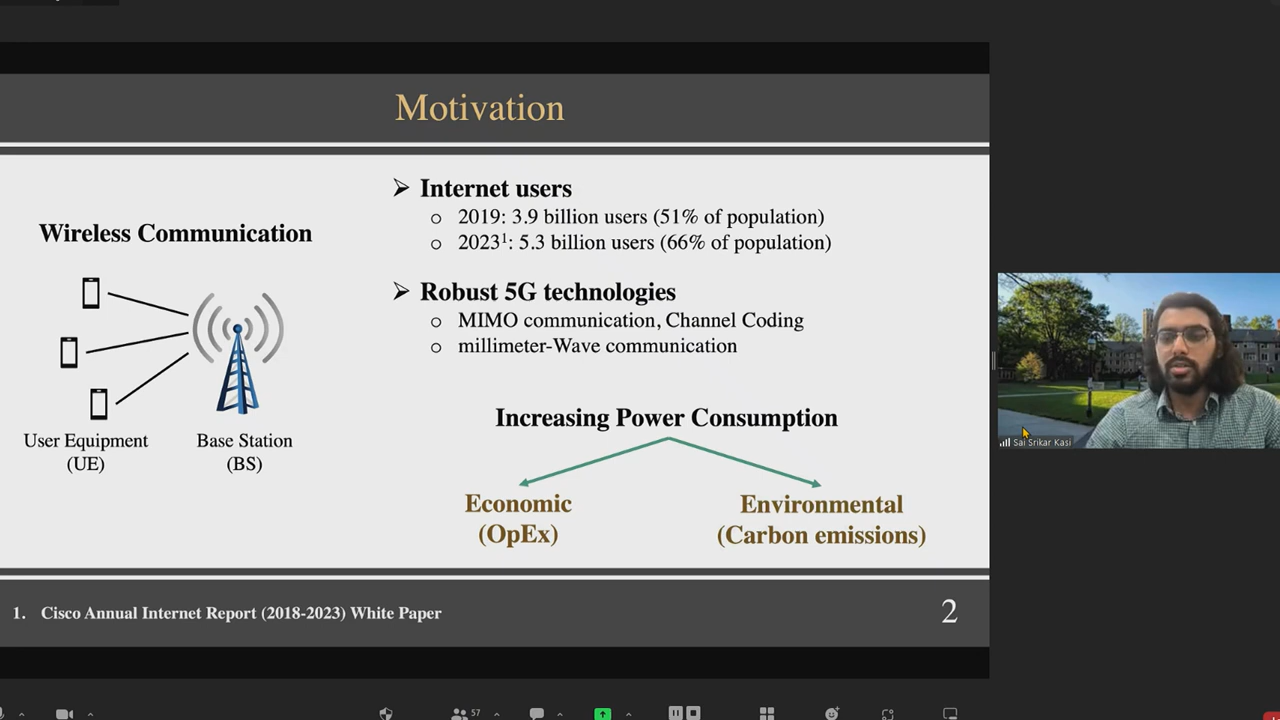 Motivation
Wireless Communication
User Equipment
(UE)
Base Station
(BS)
➢ Internet users
○ 2019: 3.9 billion users (51% of population)
○ 2023¹: 5.3 billion users (66% of population)
➢ Robust 5G technologies
○ MIMO communication, Channel Coding
○ millimeter-Wave communication
Increasing Power Consumption
Economic
(OpEx)
Environmental
(Carbon emissions)
1. Cisco Annual Internet Report (2018-2023) White Paper
2
Sai Srikar Kasi
57